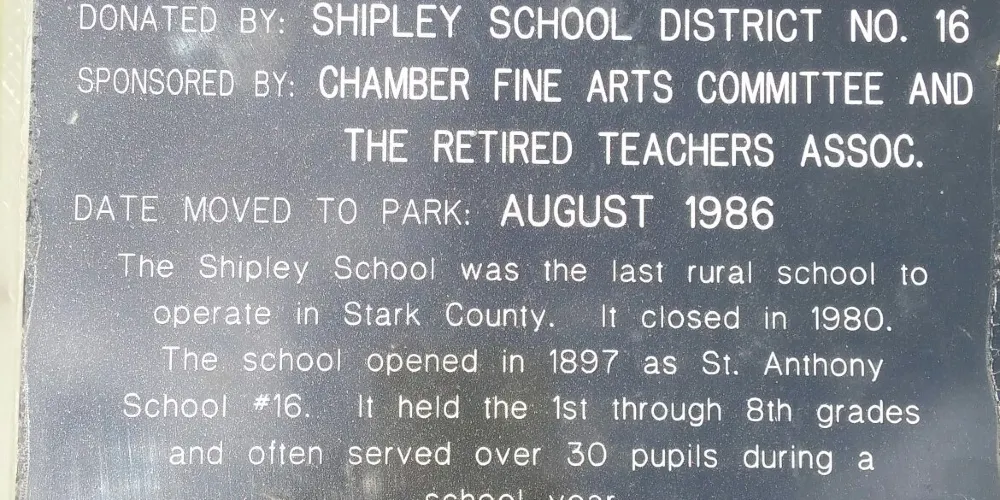 DONATED BY: SHIPLEY SCHOOL DISTRICT NO. 16
SPONSORED BY: CHAMBER FINE ARTS COMMITTEE AND
THE RETIRED TEACHERS ASSOC.
DATE MOVED TO PARK: AUGUST 1986
The Shipley School was the last rural school to
operate in Stark County. It closed in 1980.
The school opened in 1897 as St. Anthony
School #16. It held the 1st through 8th grades
and often served over 30 pupils during a
school year